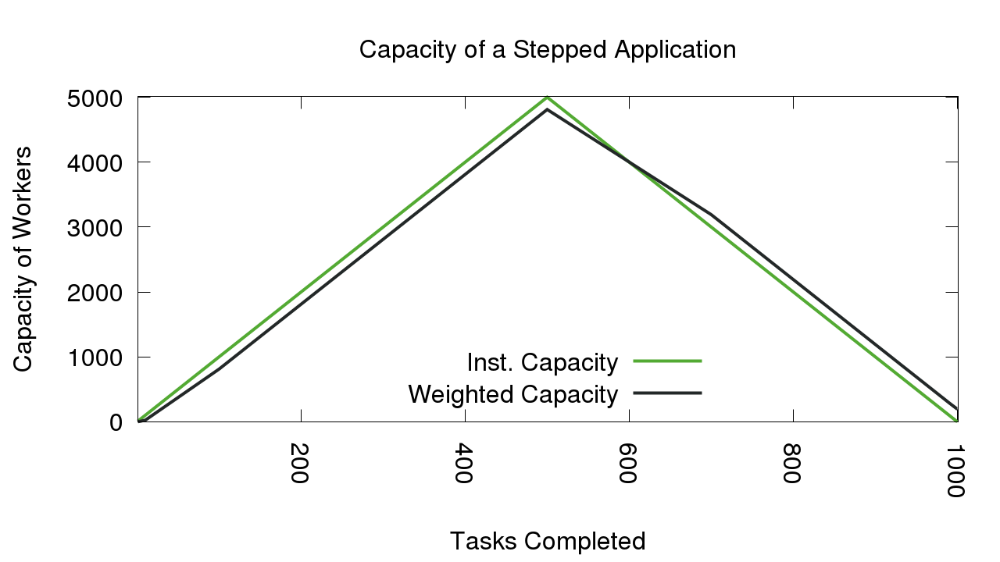 Capacity of a Stepped Application
Capacity of Workers
5000
4000
3000
2000
1000
0
Inst. Capacity
Weighted Capacity
200
400
600
800
1000
Tasks Completed